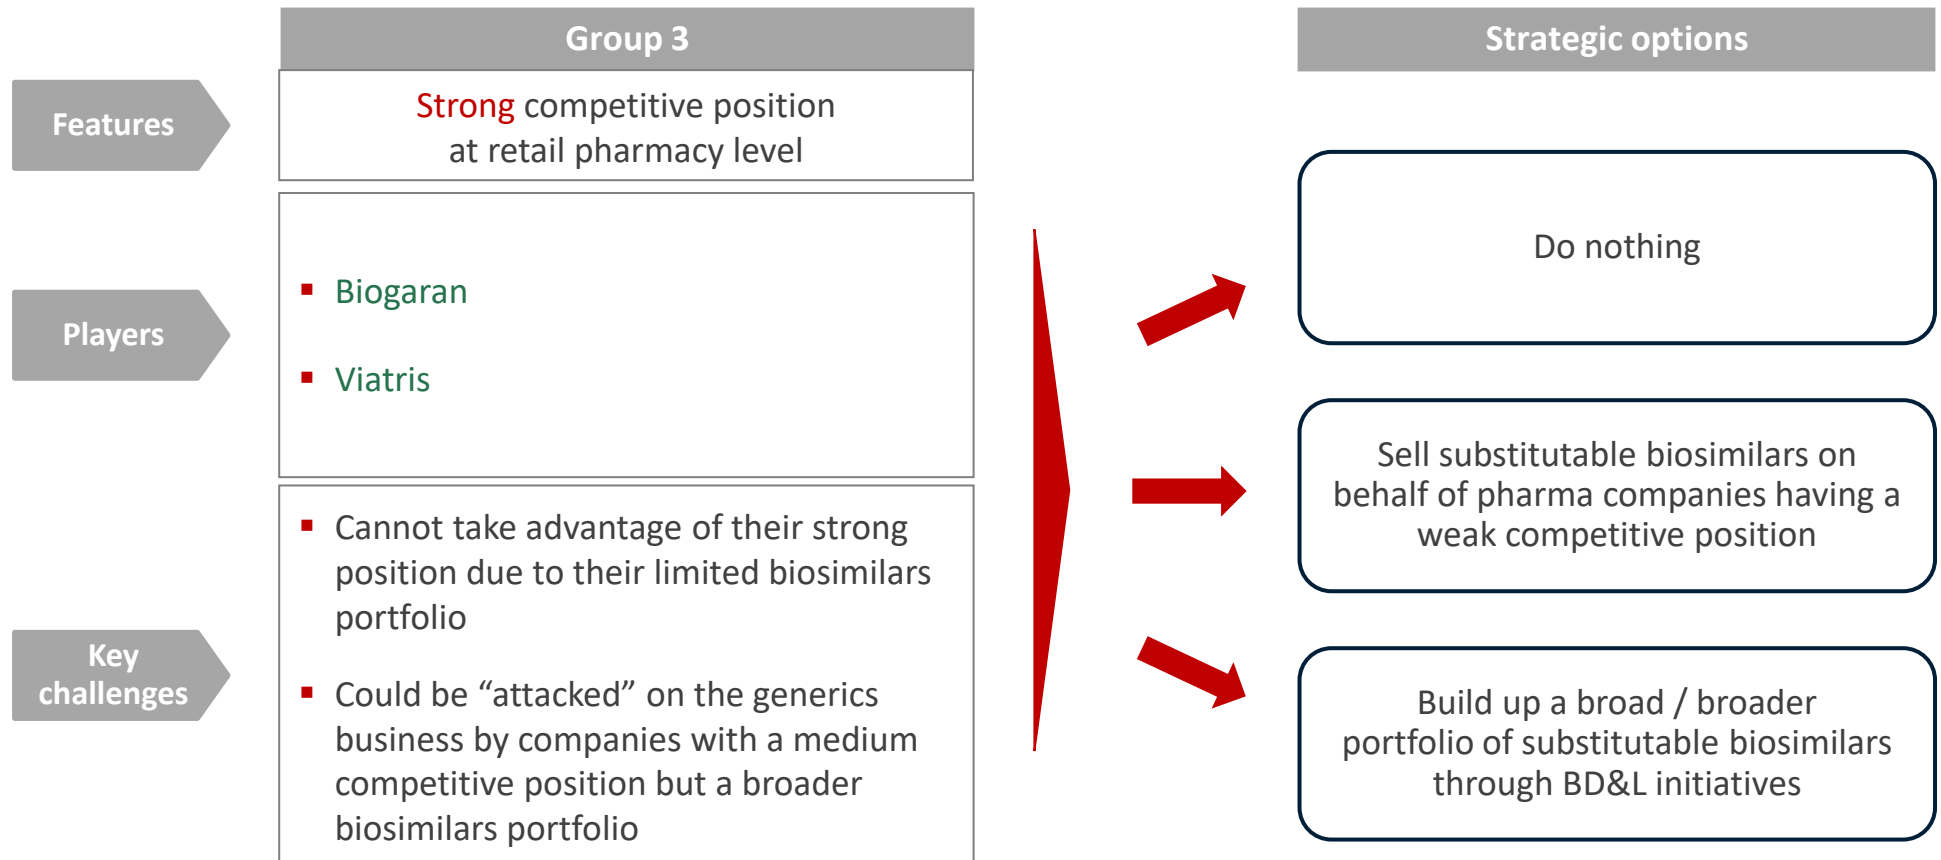 Group 3
Strategic options
Features
Strong competitive position
at retail pharmacy level
Players
▪ Biogaran
▪ Viatris
Key
challenges
▪ Cannot take advantage of their strong
position due to their limited biosimilars
portfolio
▪ Could be “attacked” on the generics
business by companies with a medium
competitive position but a broader
biosimilars portfolio
Do nothing
Sell substitutable biosimilars on
behalf of pharma companies having a
weak competitive position
Build up a broad / broader
portfolio of substitutable biosimilars
through BD&L initiatives